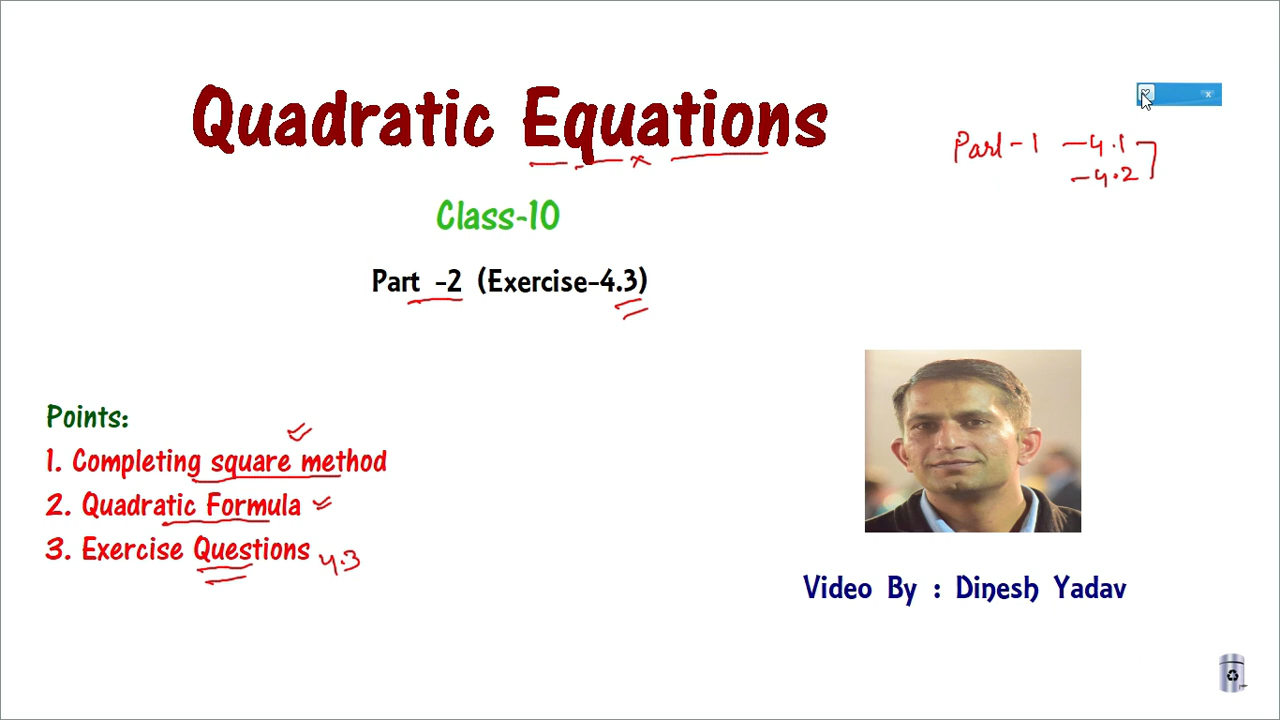 Quadratic Equations
Part-1 -4.1
-4.2
Class-10
Part -2 (Exercise-4.3)
Points:
1. Completing square method
2. Quadratic Formula
3. Exercise Questions 4.3
Video By : Dinesh Yadav